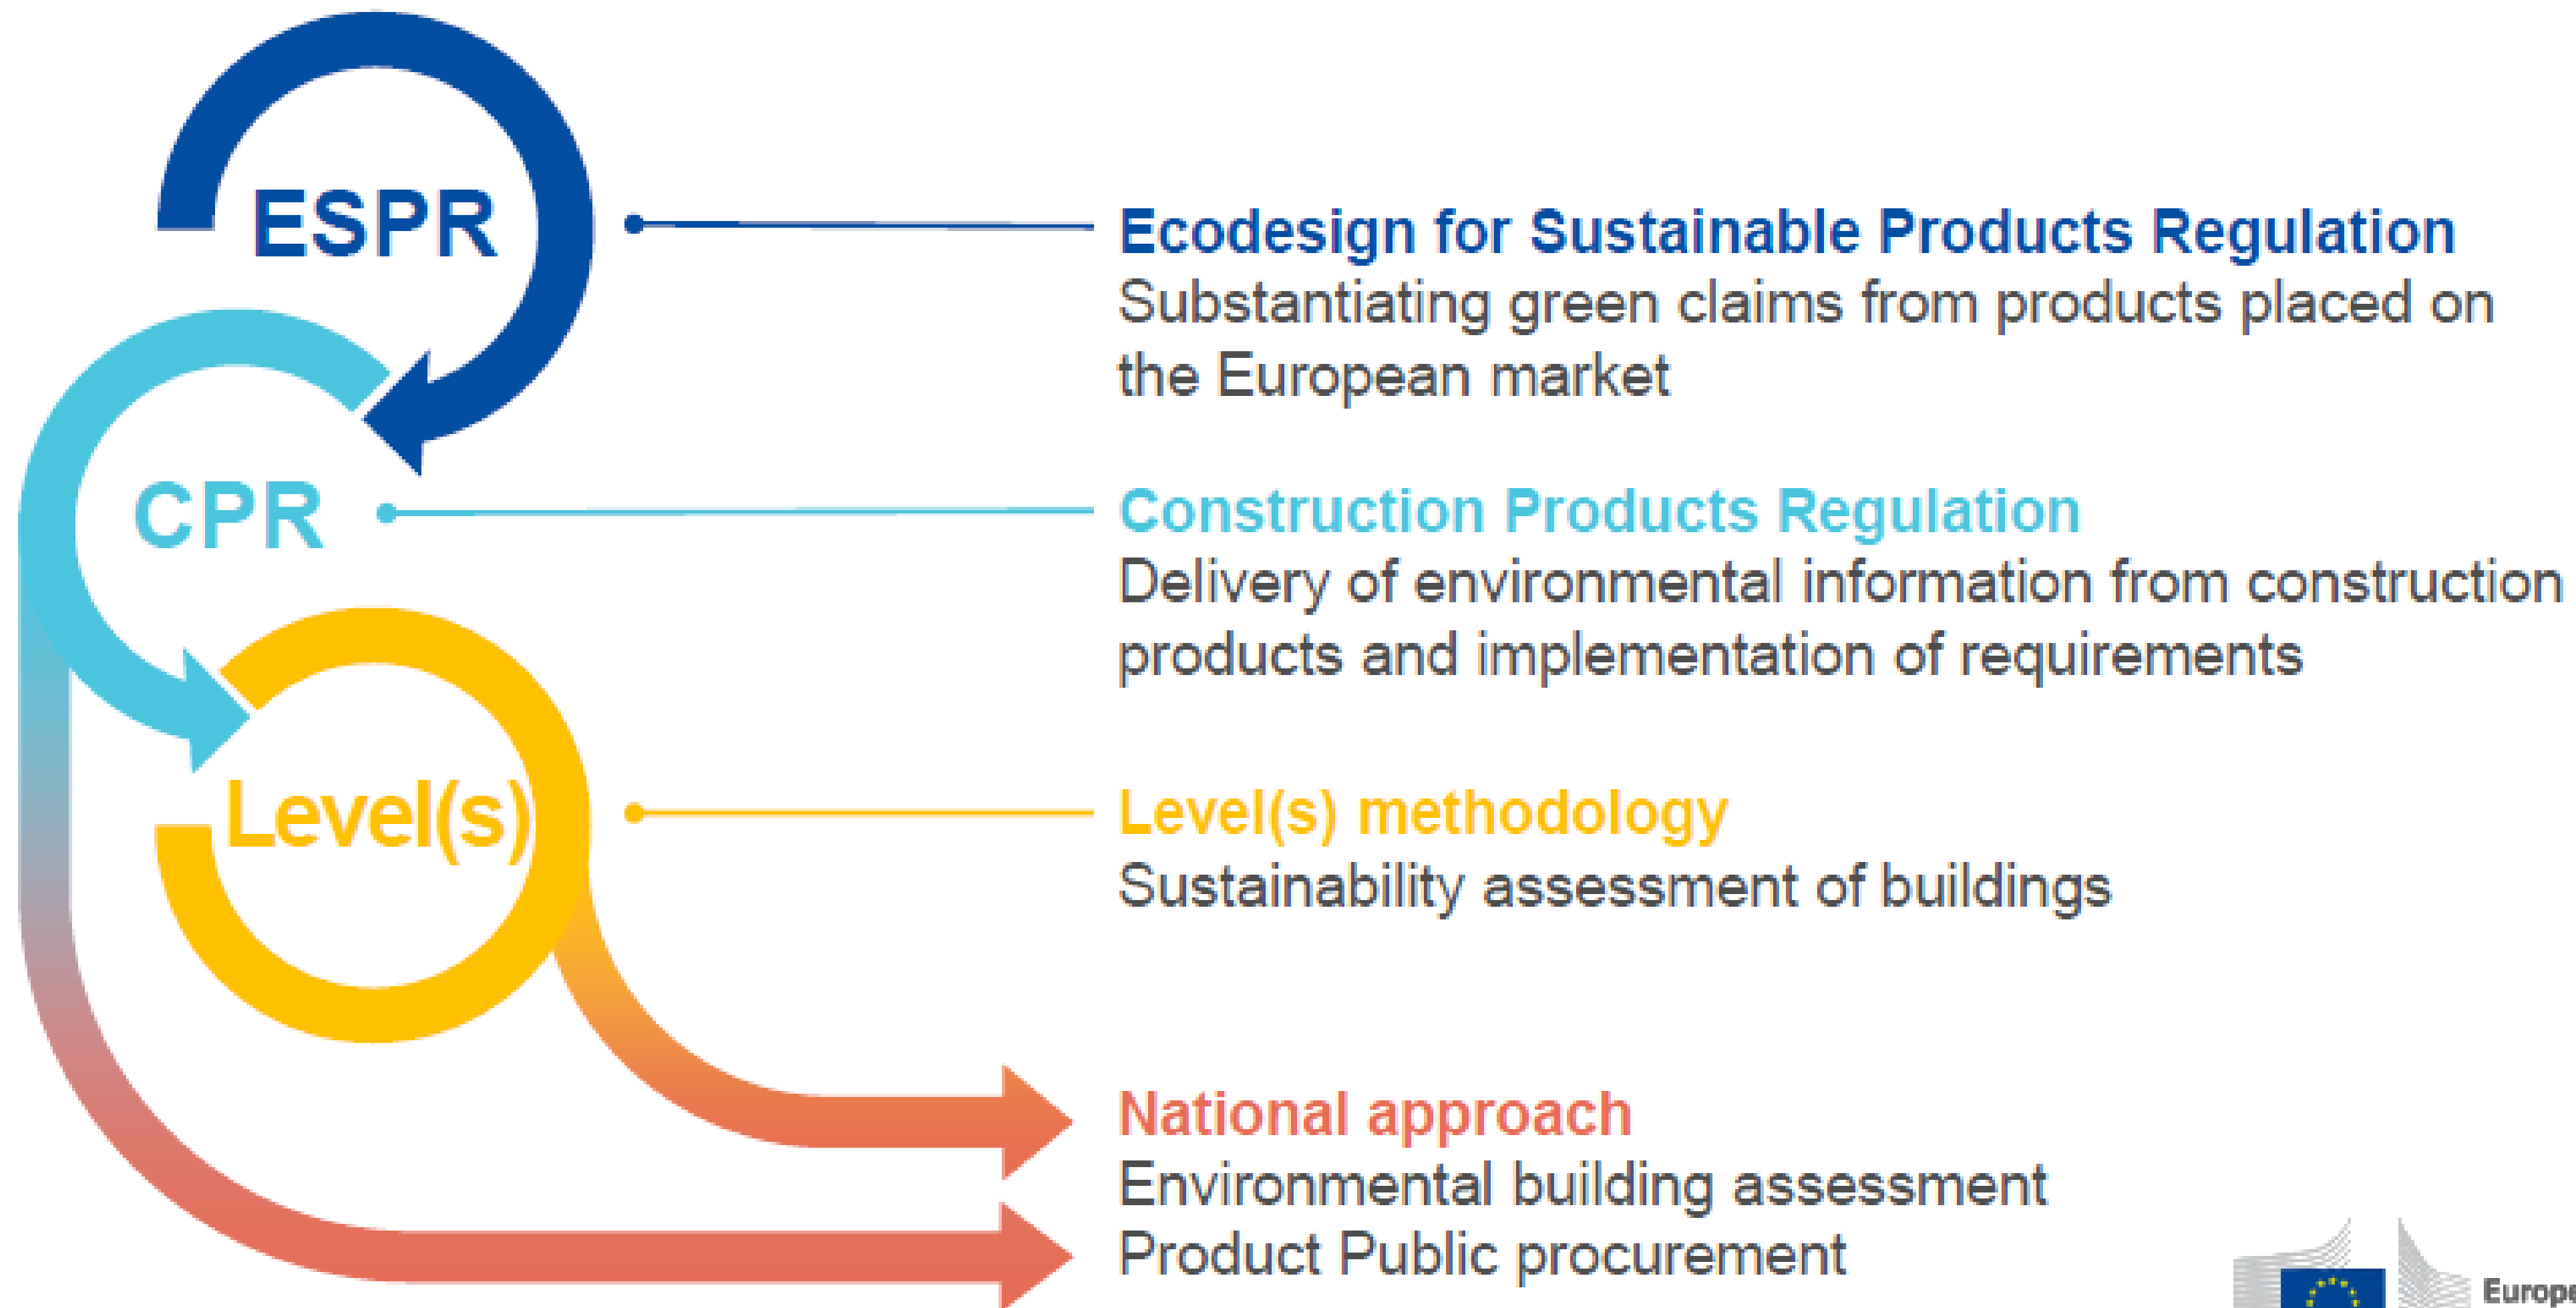 ESPR
Ecodesign for Sustainable Products Regulation
Substantiating green claims from products placed on
the European market
CPR
Construction Products Regulation
Delivery of environmental information from construction
products and implementation of requirements
Level(s)
Level(s) methodology
Sustainability assessment of buildings
National approach
Environmental building assessment
Product Public procurement